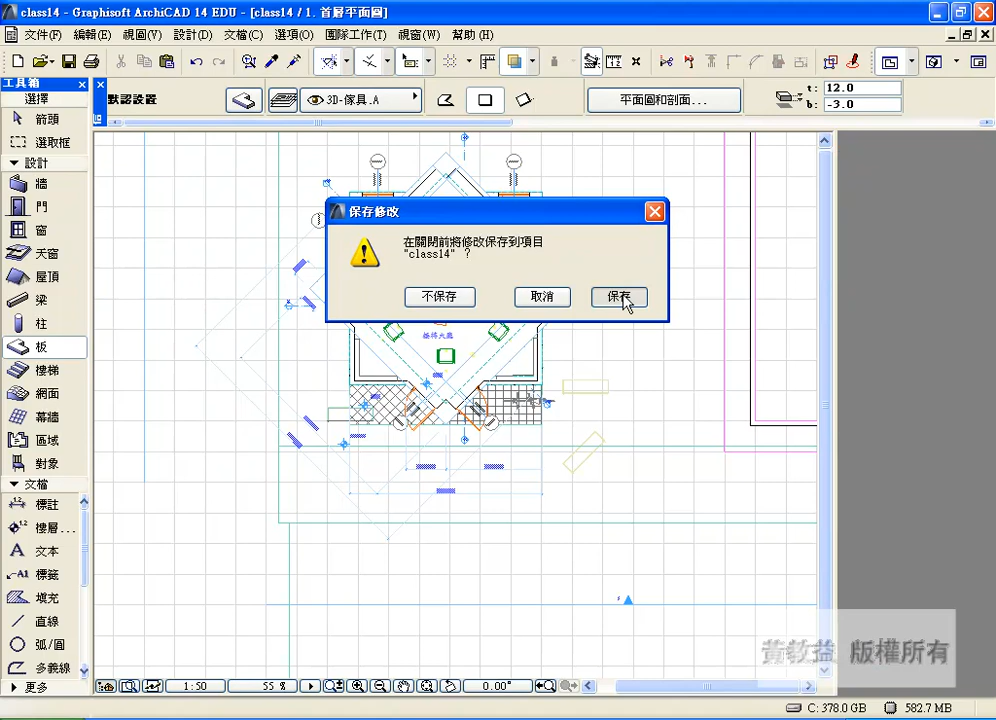 class14 - Graphisoft ArchiCAD 14 EDU - [class14 / 1. 首層平面圖]
文件(F) 編輯(E) 視圖(V) 設計(D) 文檔(C) 選項(O) 團隊工作(T) 視窗(W) 幫助(H)
工具箱
選擇
箭頭
選取框
設計
牆
門
窗
天窗
屋頂
梁
柱
板
樓梯
網面
幕牆
區域
對象
文檔
標註
樓層...
文本
A1 標籤
填充
直線
弧/圓
多義線
更多
默認設置
3D-傢具.A
平面圖和剖面...
t: 12.0
b: -3.0
保存修改
在關閉前將修改保存到項目
"class14" ?
不保存 取消 保存
1:50 55 % 0.00°
黃教益 版權所有
C: 378.0 GB 582.7 MB